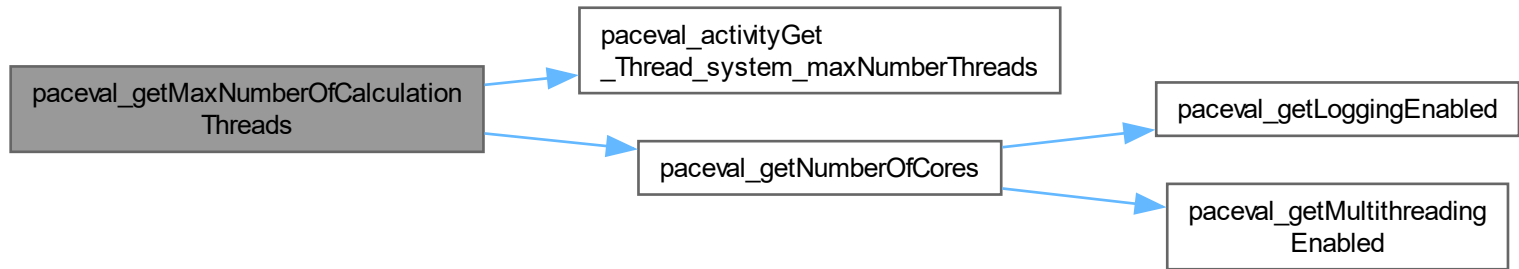 paceval_getMaxNumberOfCalculation
Threads
paceval_activityGet
_Thread_system_maxNumberThreads
paceval_getNumberOfCores
paceval_getLoggingEnabled
paceval_getMultithreading
Enabled